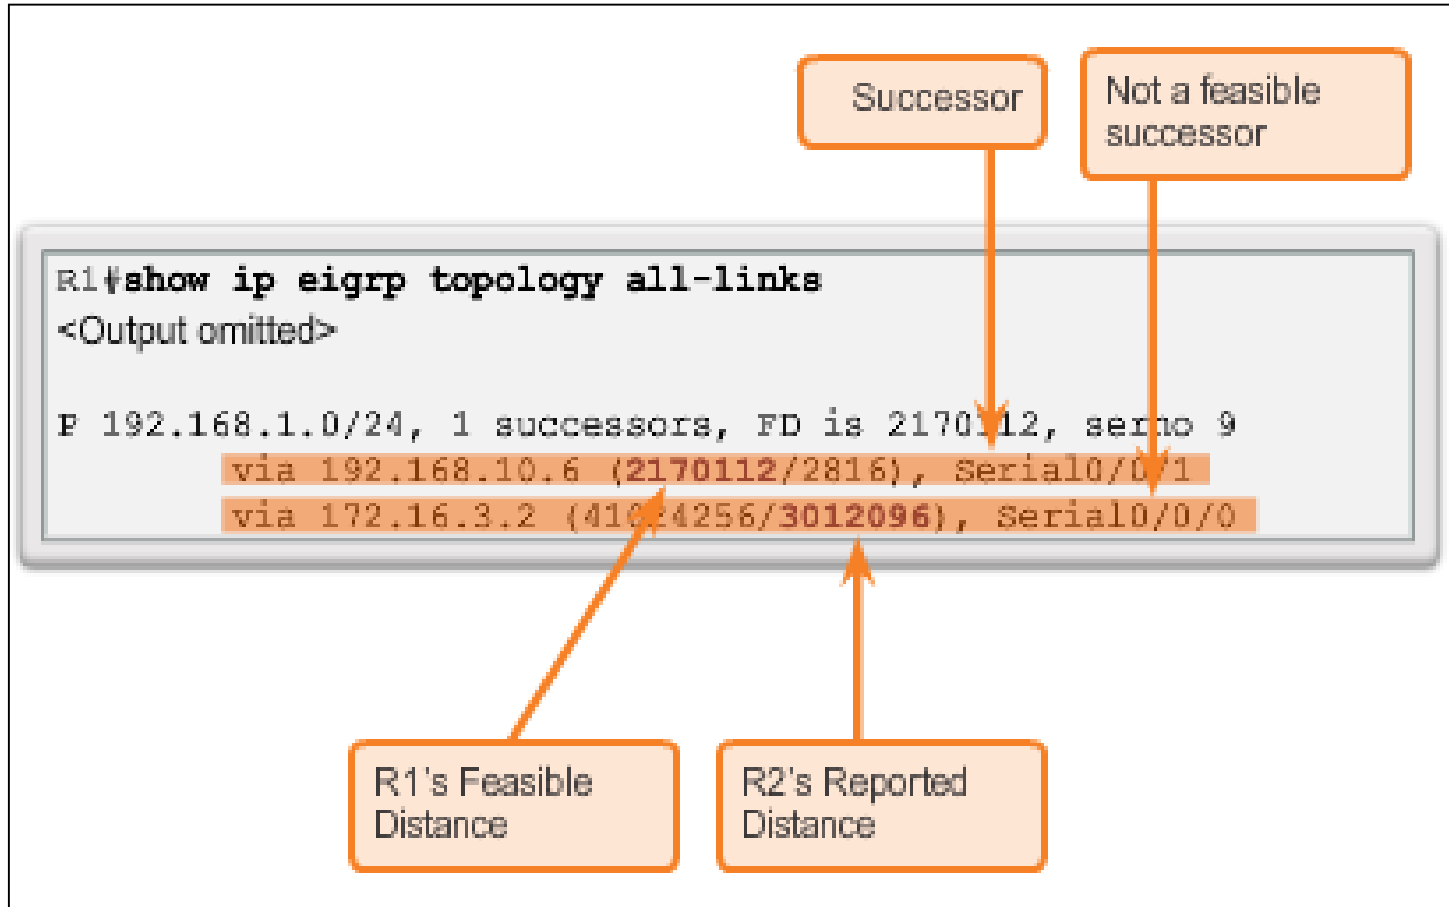 Successor
Not a feasible
successor
R1#show ip eigrp topology all-links
<Output omitted>
P 192.168.1.0/24, 1 successors, FD is 2170112, serno 9
via 192.168.10.6 (2170112/2816), Serial0/0/1
via 172.16.3.2 (41024256/3012096), Serial0/0/0
R1's Feasible
Distance
R2's Reported
Distance